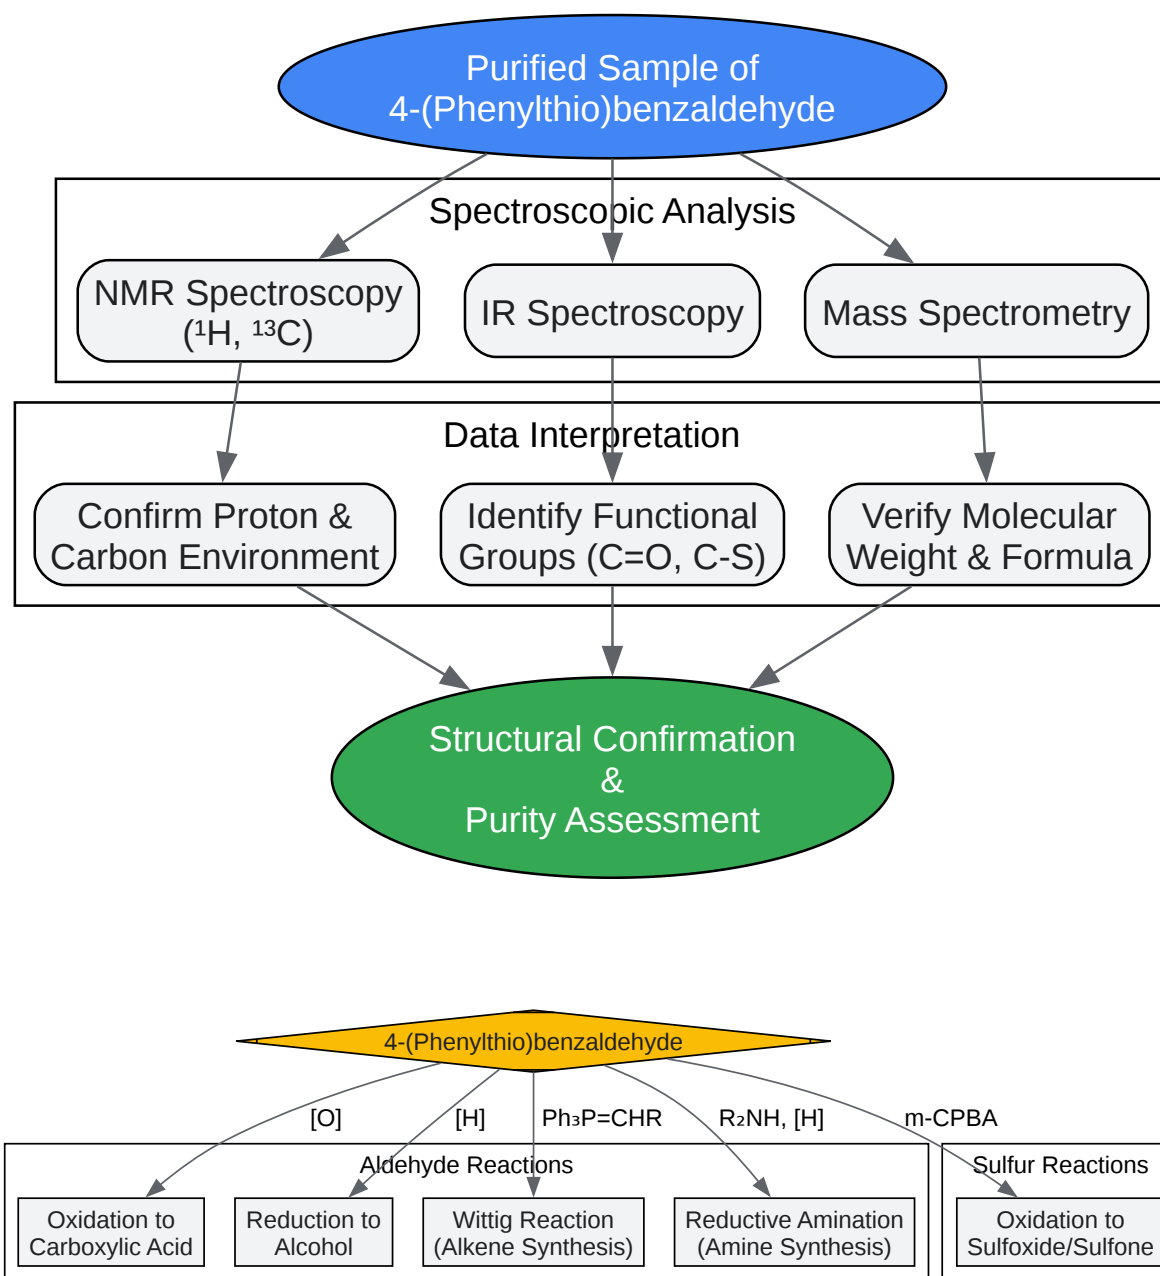 Purified Sample of
4-(Phenylthio)benzaldehyde
Spectroscopic Analysis
NMR Spectroscopy
(¹H, ¹³C)
IR Spectroscopy
Mass Spectrometry
Data Interpretation
Confirm Proton &
Carbon Environment
Identify Functional
Groups (C=O, C-S)
Verify Molecular
Weight & Formula
Structural Confirmation
&
Purity Assessment
4-(Phenylthio)benzaldehyde
[O]
[H]
Ph₃P=CHR
R₂NH, [H]
m-CPBA
Aldehyde Reactions
Sulfur Reactions
Oxidation to
Carboxylic Acid
Reduction to
Alcohol
Wittig Reaction
(Alkene Synthesis)
Reductive Amination
(Amine Synthesis)
Oxidation to
Sulfoxide/Sulfone